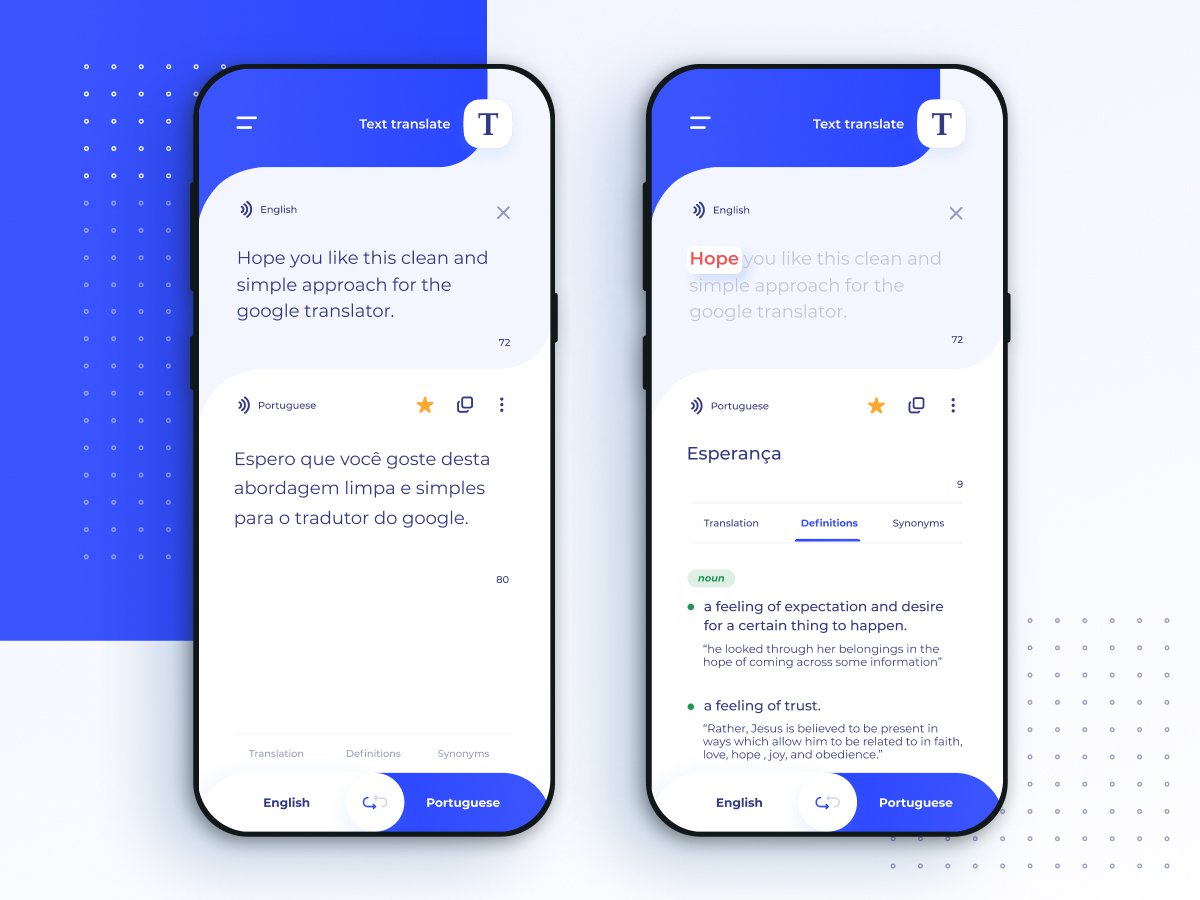 Text translate
T
English
Hope you like this clean and
simple approach for the
google translator.
72
Portuguese
Espero que você goste desta
abordagem limpa e simples
para o tradutor do google.
80
Translation Definitions Synonyms
English Portuguese
Text translate
T
English
Hope you like this clean and
simple approach for the
google translator.
72
Portuguese
Esperança
9
Translation Definitions Synonyms
noun
a feeling of expectation and desire
for a certain thing to happen.
“he looked through her belongings in the
hope of coming across some information”
a feeling of trust.
“Rather, Jesus is believed to be present in
ways which allow him to be related to in faith,
love, hope , joy, and obedience.”
English Portuguese